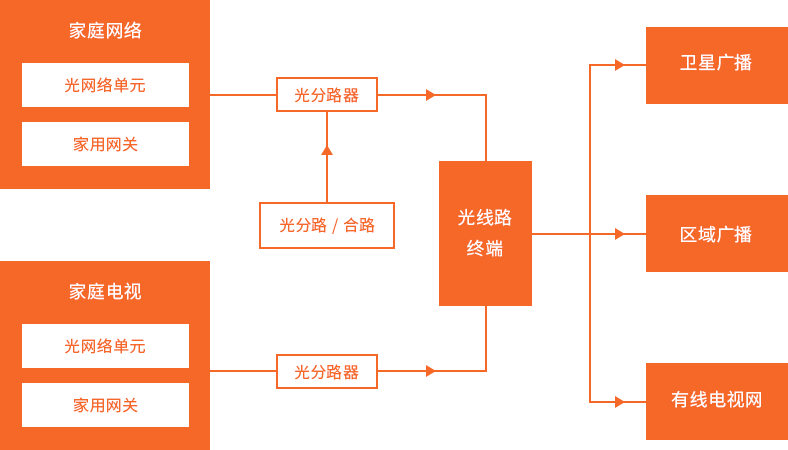 家庭网络
光网络单元
家用网关
光分路器
光分路 / 合路
家庭电视
光网络单元
家用网关
光分路器
光线路
终端
卫星广播
区域广播
有线电视网